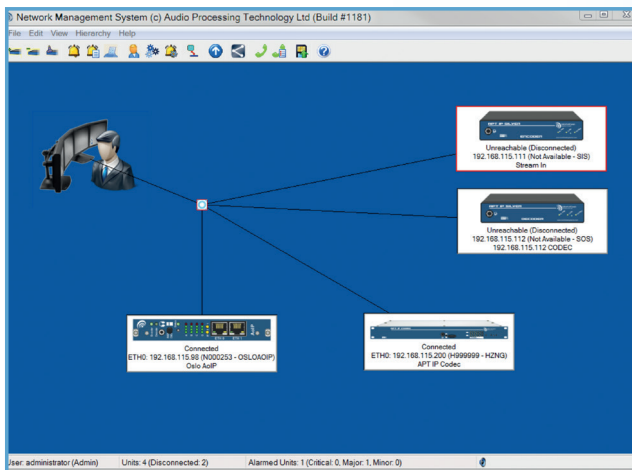 Network Management System (c) Audio Processing Technology Ltd (Build #1181)
File Edit View Hierarchy Help
Unreachable (Disconnected)
192.168.115.111 (Not Available - SIS)
Stream In
Unreachable (Disconnected)
192.168.115.112 (Not Available - SOS)
192.168.115.112 CODEC
Connected
ETH0: 192.168.115.98 (N000253 - OSLOAOIP)
Oslo AoIP
Connected
ETH0: 192.168.115.200 (H999999 - HZNG)
APT IP Codec
User: administrator (Admin) Units: 4 (Disconnected: 2) Alarmed Units: 1 (Critical: 0, Major: 1, Minor: 0)